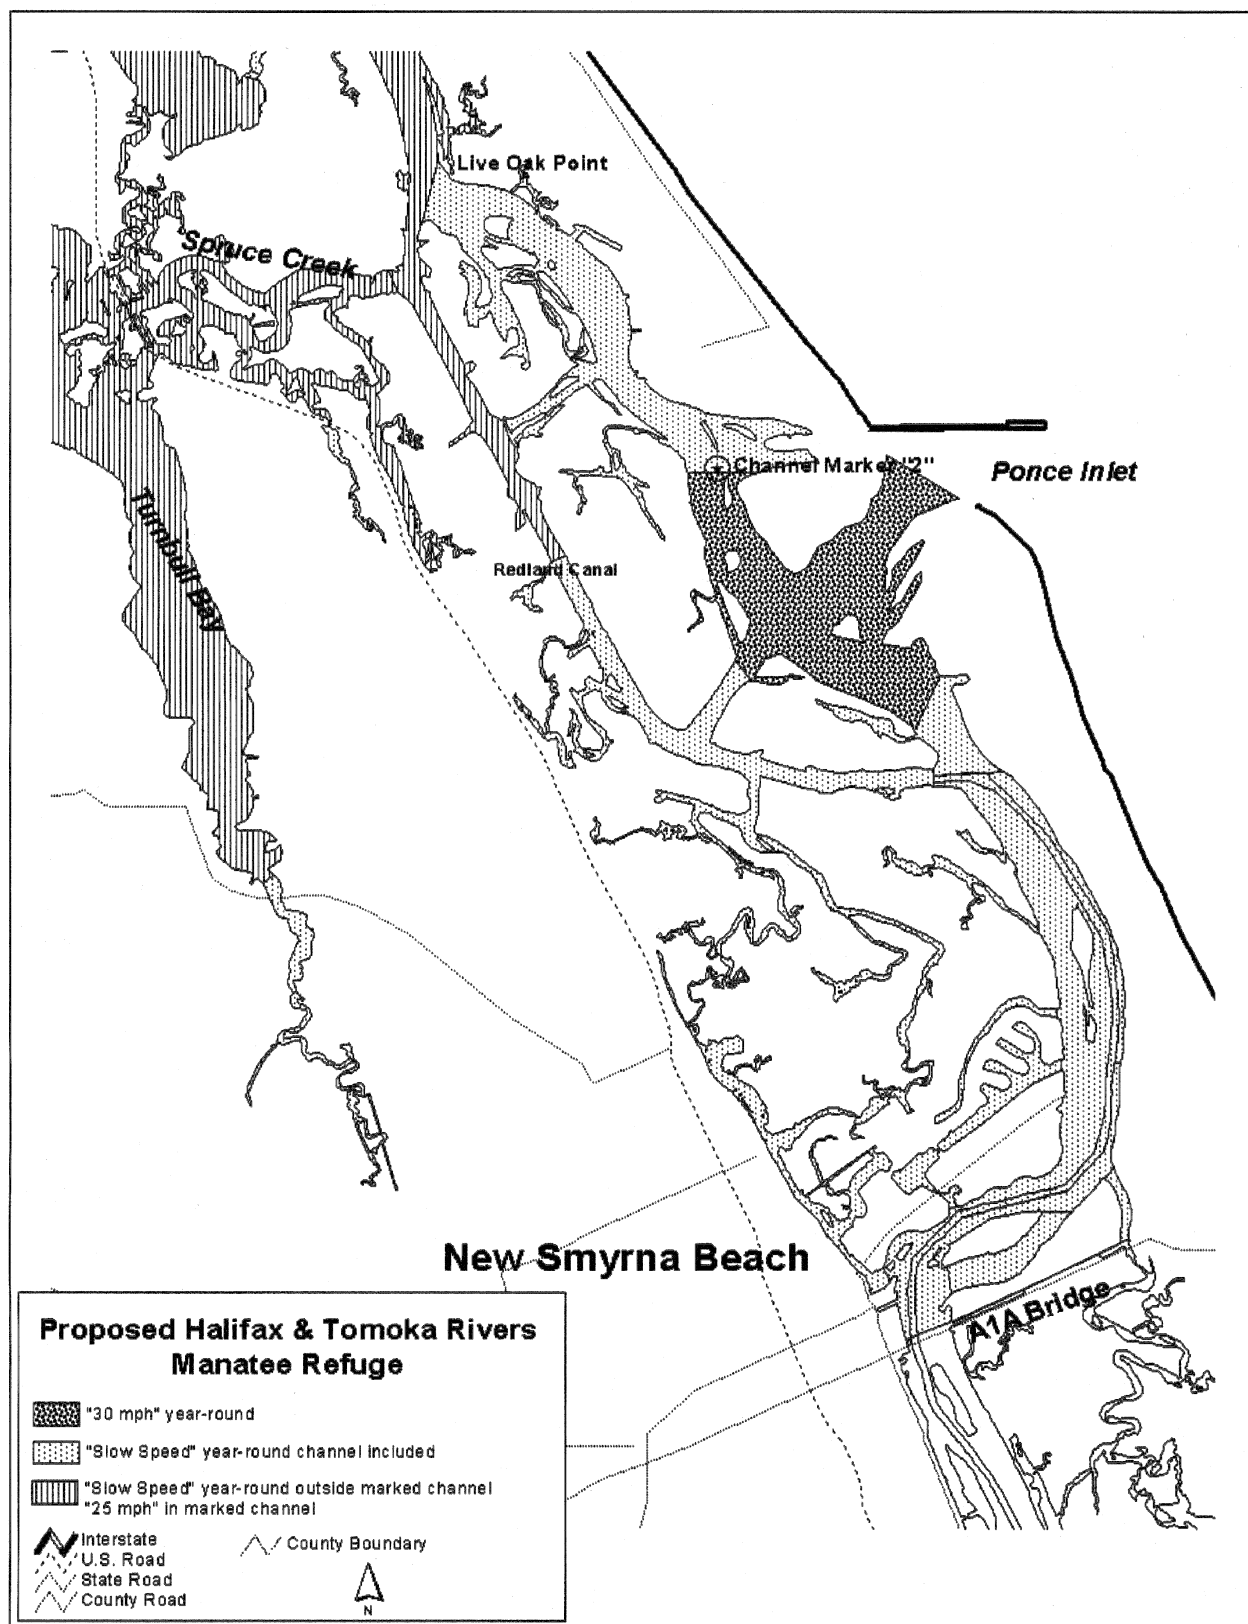 Live Oak Point
Spruce Creek
Channel Marker "2"
Ponce Inlet
Turnbull Bay
Redland Canal
New Smyrna Beach
A1A Bridge
Proposed Halifax & Tomoka Rivers
Manatee Refuge
"30 mph" year-round
"Slow Speed" year-round channel included
"Slow Speed" year-round outside marked channel
"25 mph" in marked channel
Interstate
County Boundary
U.S. Road
State Road
County Road
N